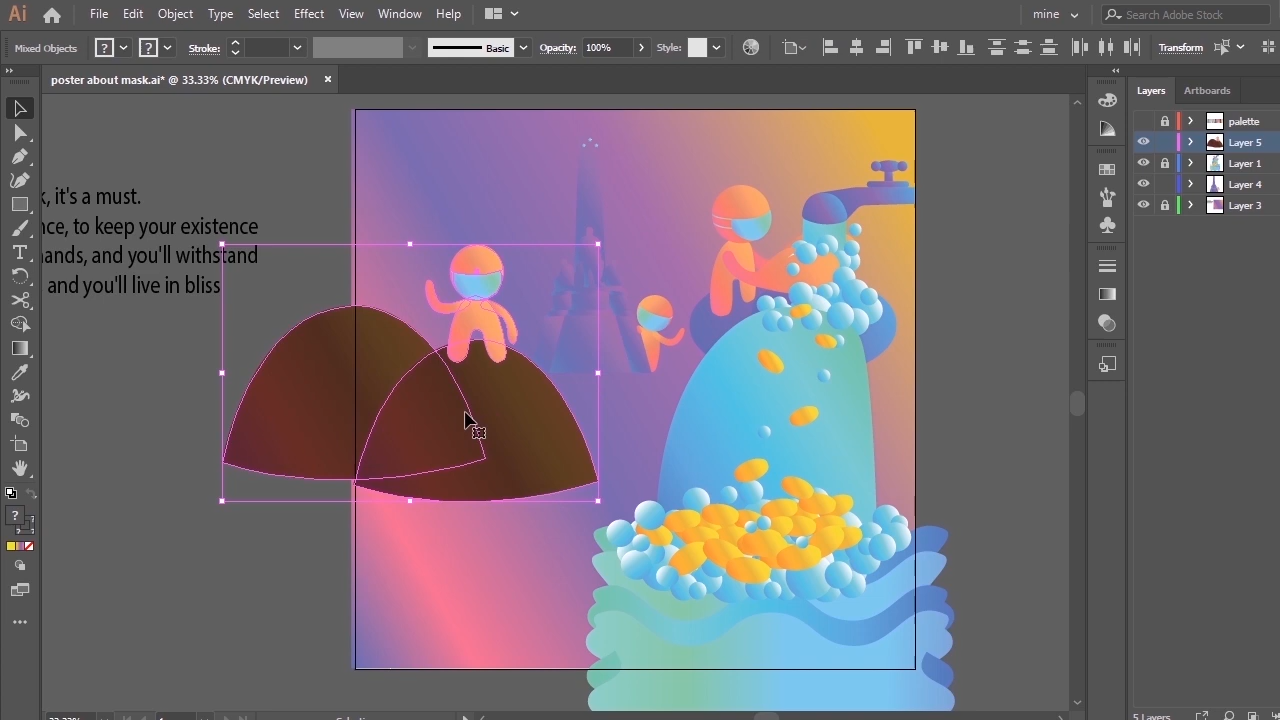 Ai File Edit Object Type Select Effect View Window Help mine Search Adobe Stock
Mixed Objects ? ? Stroke: Basic Opacity: 100% Style: Transform
poster about mask.ai* @ 33.33% (CMYK/Preview) ×
Layers Artboards
palette
Layer 5
Layer 1
Layer 4
Layer 3
k, it's a must.
nce, to keep your existence
hands, and you'll withstand
and you'll live in bliss
?
5 Layers